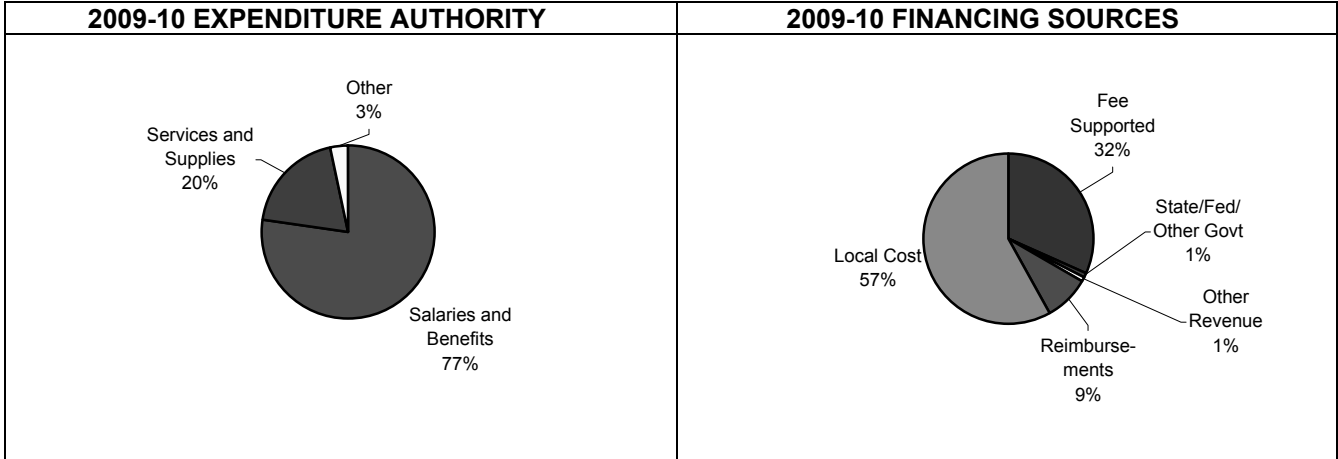 2009-10 EXPENDITURE AUTHORITY
2009-10 FINANCING SOURCES
Other
3%
Services and
Supplies
20%
Salaries and
Benefits
77%
Fee
Supported
32%
State/Fed/
Other Govt
1%
Other
Revenue
1%
Reimburse-
ments
9%
Local Cost
57%